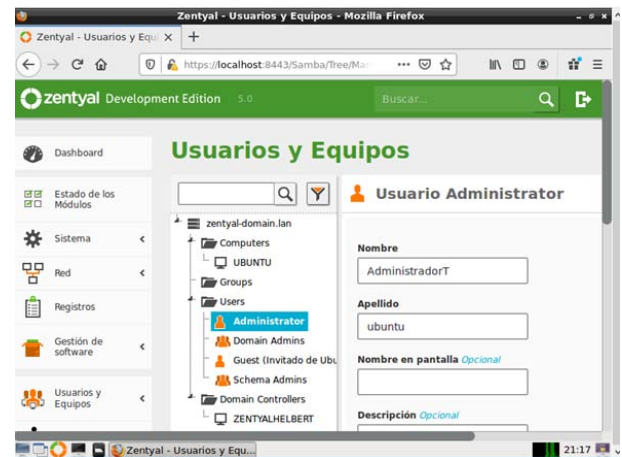 Zentyal - Usuarios y Equipos - Mozilla Firefox
Zentyal - Usuarios y Equi
https://localhost:8443/Samba/Tree/Ma
zentyal Development Edition 5.0
Buscar...
Dashboard
Estado de los
Módulos
Sistema
Red
Registros
Gestión de
software
Usuarios y
Equipos
Usuarios y Equipos
zentyal-domain.lan
Computers
UBUNTU
Groups
Users
Administrator
Domain Admins
Guest (Invitado de Ubu
Schema Admins
Domain Controllers
ZENTYALHELBERT
Usuario Administrator
Nombre
AdministradorT
Apellido
ubuntu
Nombre en pantalla Opcional
Descripción Opcional
Zentyal - Usuarios y Equ...
21:17